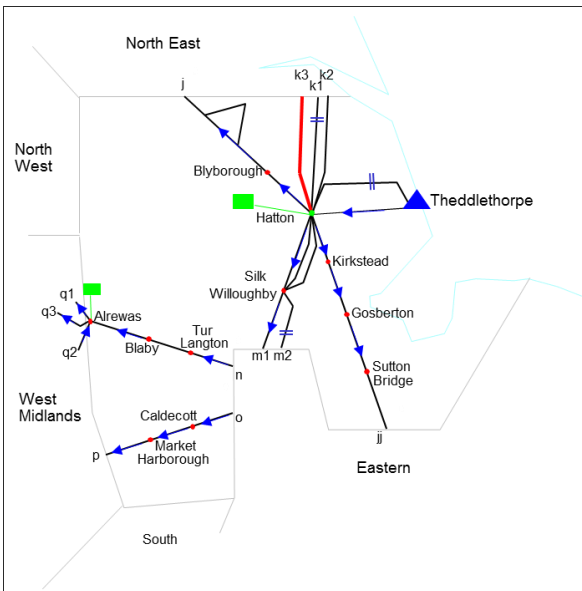 North East
k3
k2
k1
j
North
West
Blyborough
Theddlethorpe
Hatton
Kirkstead
Silk
Willoughby
q1
q3
Alrewas
Gosberton
Tur
Langton
Blaby
q2
m1
m2
n
Sutton
Bridge
West
Midlands
Caldecott
o
Market
Harborough
p
jj
Eastern
South